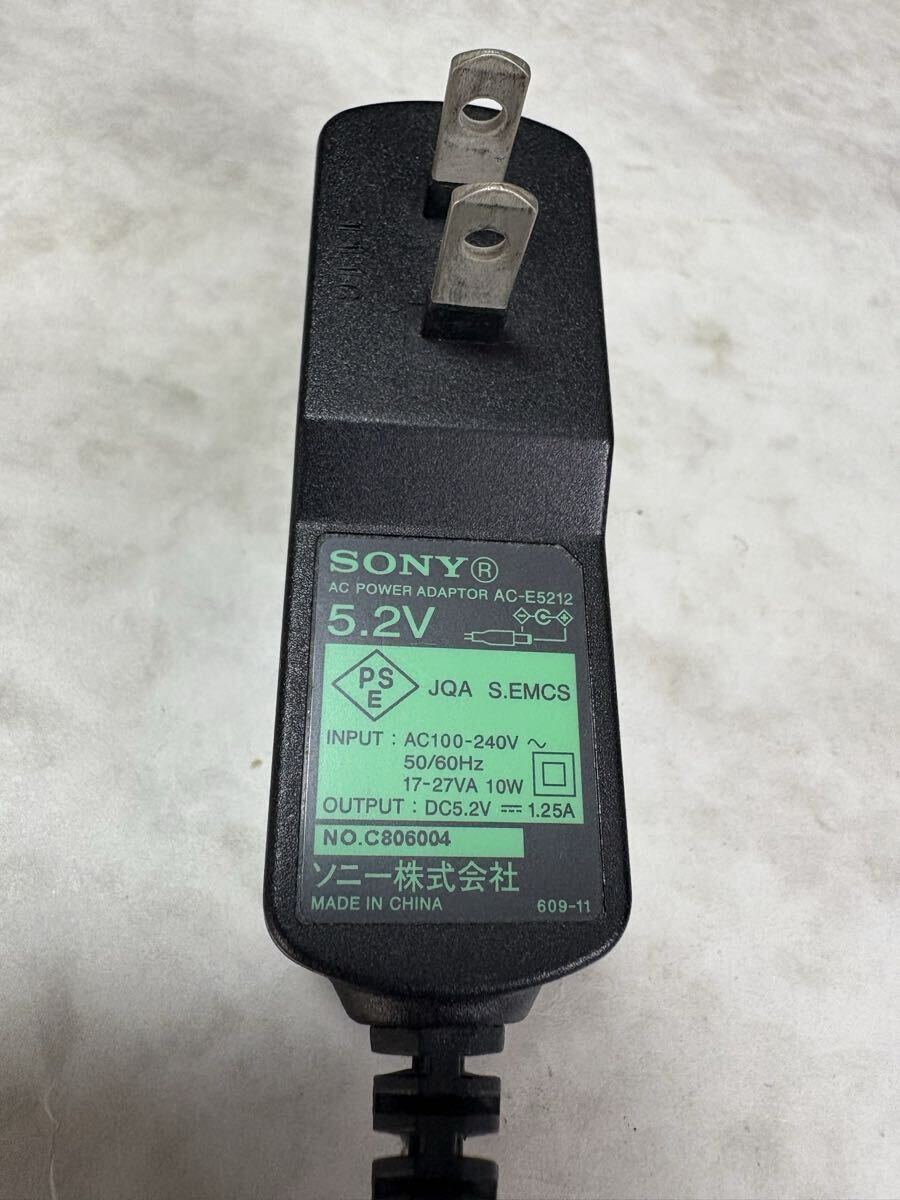 1116
SONY®
AC POWER ADAPTOR AC-E5212
5.2V
PS
E
JQA S.EMCS
INPUT : AC100-240V ~
50/60Hz
17-27VA 10W
OUTPUT : DC5.2V ⎓ 1.25A
NO.C806004
ソニー株式会社
MADE IN CHINA 609-11